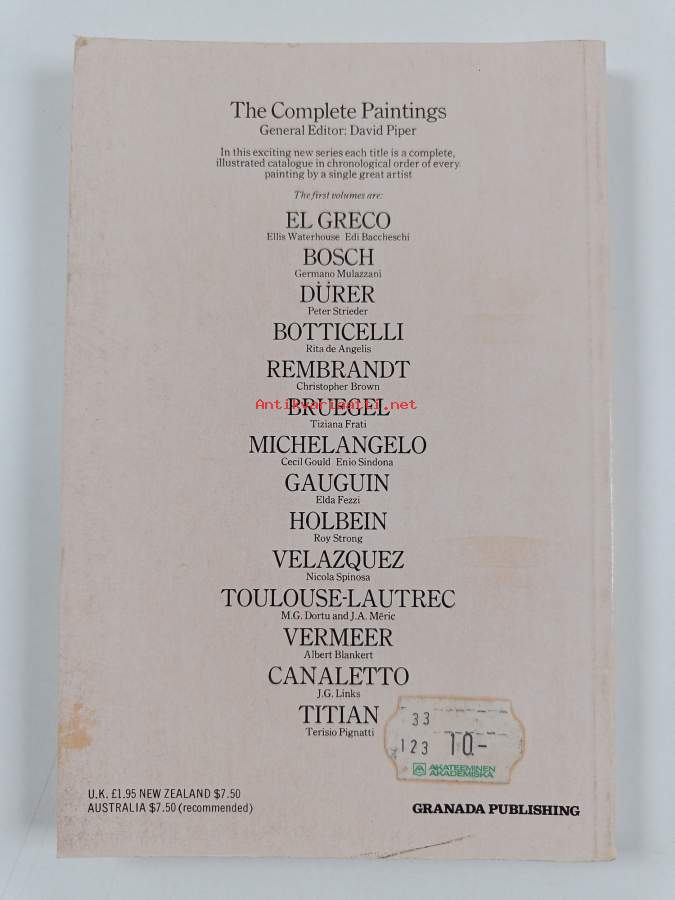 The Complete Paintings
General Editor: David Piper
In this exciting new series each title is a complete,
illustrated catalogue in chronological order of every
painting by a single great artist
The first volumes are:
EL GRECO
Ellis Waterhouse Edi Baccheschi
BOSCH
Germano Mulazzani
DÜRER
Peter Strieder
BOTTICELLI
Rita de Angelis
REMBRANDT
Christopher Brown
Antikvariaatti.net
BRUEGEL
Tiziana Frati
MICHELANGELO
Cecil Gould Enio Sindona
GAUGUIN
Elda Fezzi
HOLBEIN
Roy Strong
VELAZQUEZ
Nicola Spinosa
TOULOUSE-LAUTREC
M.G. Dortu and J.A. Mëric
VERMEER
Albert Blankert
CANALETTO
J.G. Links
TITIAN
Terisio Pignatti
33
123 10.-
AKATEEMINEN
AKADEMISKA
U.K. £1.95 NEW ZEALAND $7.50
AUSTRALIA $7.50 (recommended)
GRANADA PUBLISHING